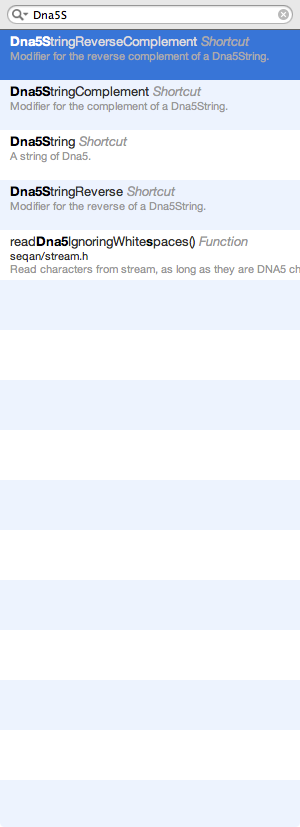 Dna5S
Dna5StringReverseComplement Shortcut
Modifier for the reverse complement of a Dna5String.
Dna5StringComplement Shortcut
Modifier for the complement of a Dna5String.
Dna5String Shortcut
A string of Dna5.
Dna5StringReverse Shortcut
Modifier for the reverse of a Dna5String.
readDna5IgnoringWhitespaces() Function
seqan/stream.h
Read characters from stream, as long as they are DNA5 ch